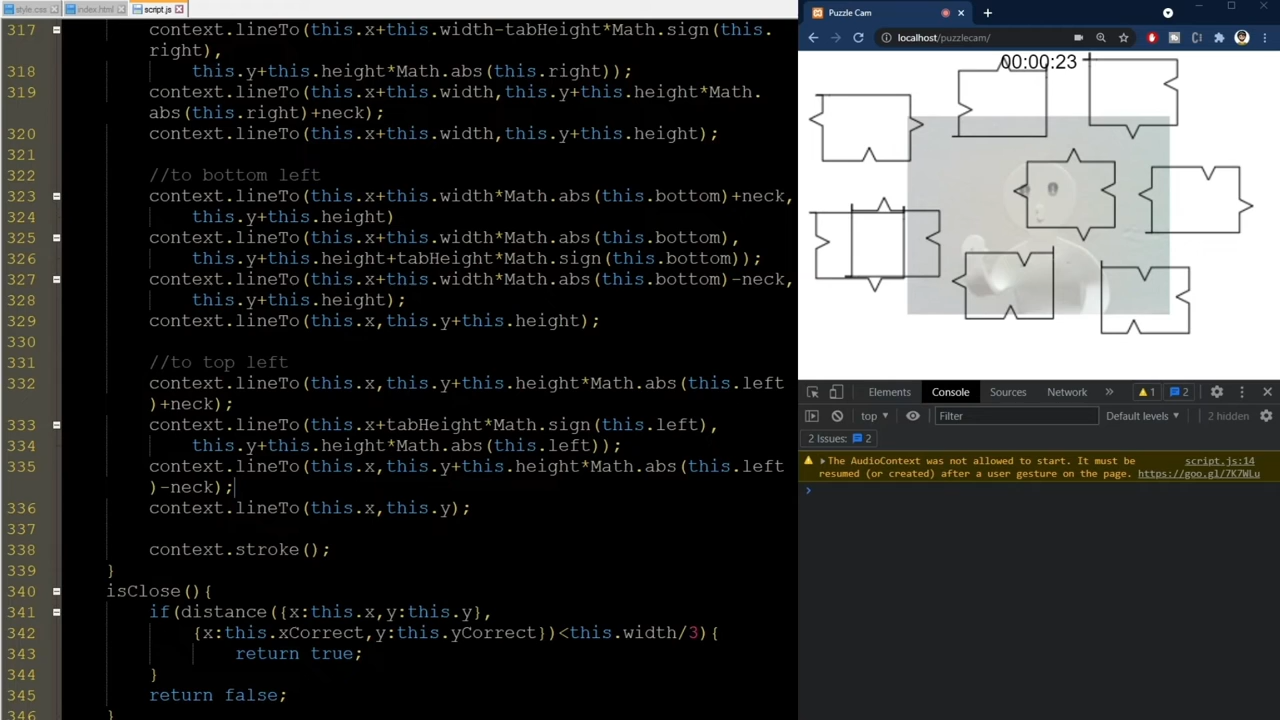 style.css
index.html
script.js
317 context.lineTo(this.x+this.width-tabHeight*Math.sign(this.
right),
318 this.y+this.height*Math.abs(this.right));
319 context.lineTo(this.x+this.width,this.y+this.height*Math.
abs(this.right)+neck);
320 context.lineTo(this.x+this.width,this.y+this.height);
321
322 //to bottom left
323 context.lineTo(this.x+this.width*Math.abs(this.bottom)+neck,
324 this.y+this.height)
325 context.lineTo(this.x+this.width*Math.abs(this.bottom),
326 this.y+this.height+tabHeight*Math.sign(this.bottom));
327 context.lineTo(this.x+this.width*Math.abs(this.bottom)-neck,
328 this.y+this.height);
329 context.lineTo(this.x,this.y+this.height);
330
331 //to top left
332 context.lineTo(this.x,this.y+this.height*Math.abs(this.left
)+neck);
333 context.lineTo(this.x+tabHeight*Math.sign(this.left),
334 this.y+this.height*Math.abs(this.left));
335 context.lineTo(this.x,this.y+this.height*Math.abs(this.left
)-neck);
336 context.lineTo(this.x,this.y);
337
338 context.stroke();
339 }
340 isClose(){
341 if(distance({x:this.x,y:this.y},
342 {x:this.xCorrect,y:this.yCorrect})<this.width/3){
343 return true;
344 }
345 return false;
346 }
Puzzle Cam
localhost/puzzlecam/
00:00:23
Elements Console Sources Network » 1 2
top Filter Default levels 2 hidden
2 Issues: 2
The AudioContext was not allowed to start. It must be script.js:14
resumed (or created) after a user gesture on the page. https://goo.gl/7K7WLu